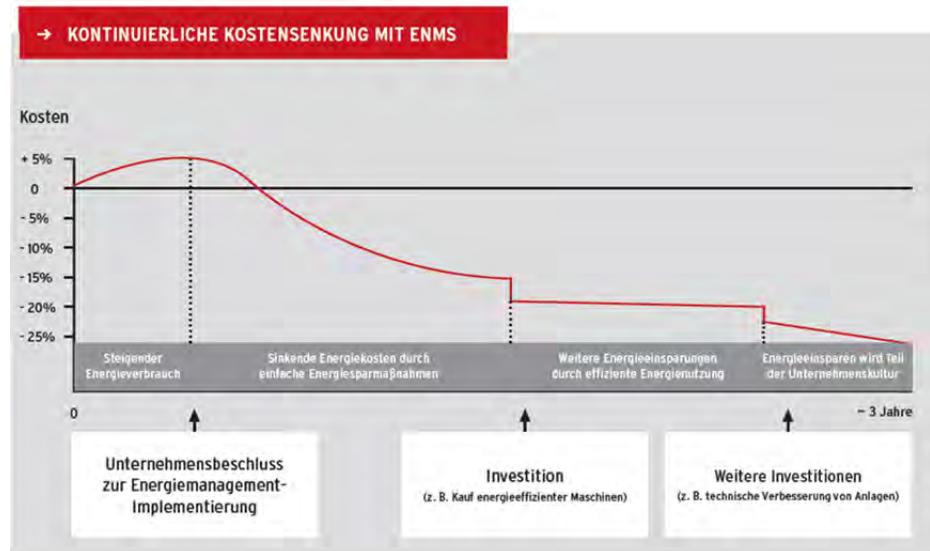 → KONTINUIERLICHE KOSTENSENKUNG MIT ENMS
Kosten
+ 5%
0
- 5%
- 10%
- 15%
- 20%
- 25%
Steigender
Energieverbrauch
Sinkende Energiekosten durch
einfache Energiesparmaßnahmen
Weitere Energieeinsparungen
durch effiziente Energienutzung
Energieeinsparen wird Teil
der Unternehmenskultur
0
~ 3 Jahre
Unternehmensbeschluss
zur Energiemanagement-
Implementierung
Investition
(z. B. Kauf energieeffizienter Maschinen)
Weitere Investitionen
(z. B. technische Verbesserung von Anlagen)